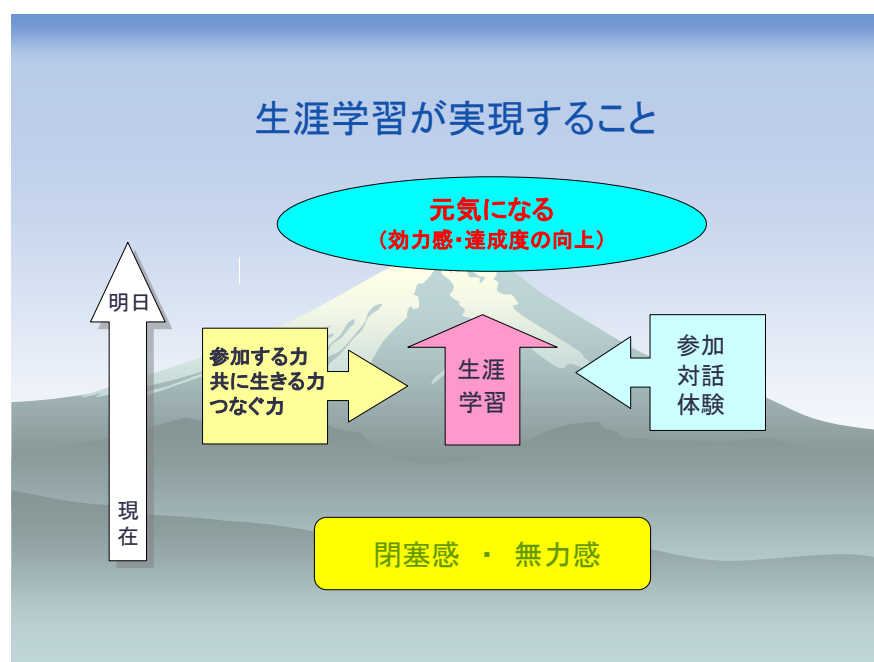 生涯学習が実現すること
元気になる
（効力感・達成度の向上）
明日
現
在
参加する力
共に生きる力
つなぐ力
生涯
学習
参加
対話
体験
閉塞感 ・ 無力感